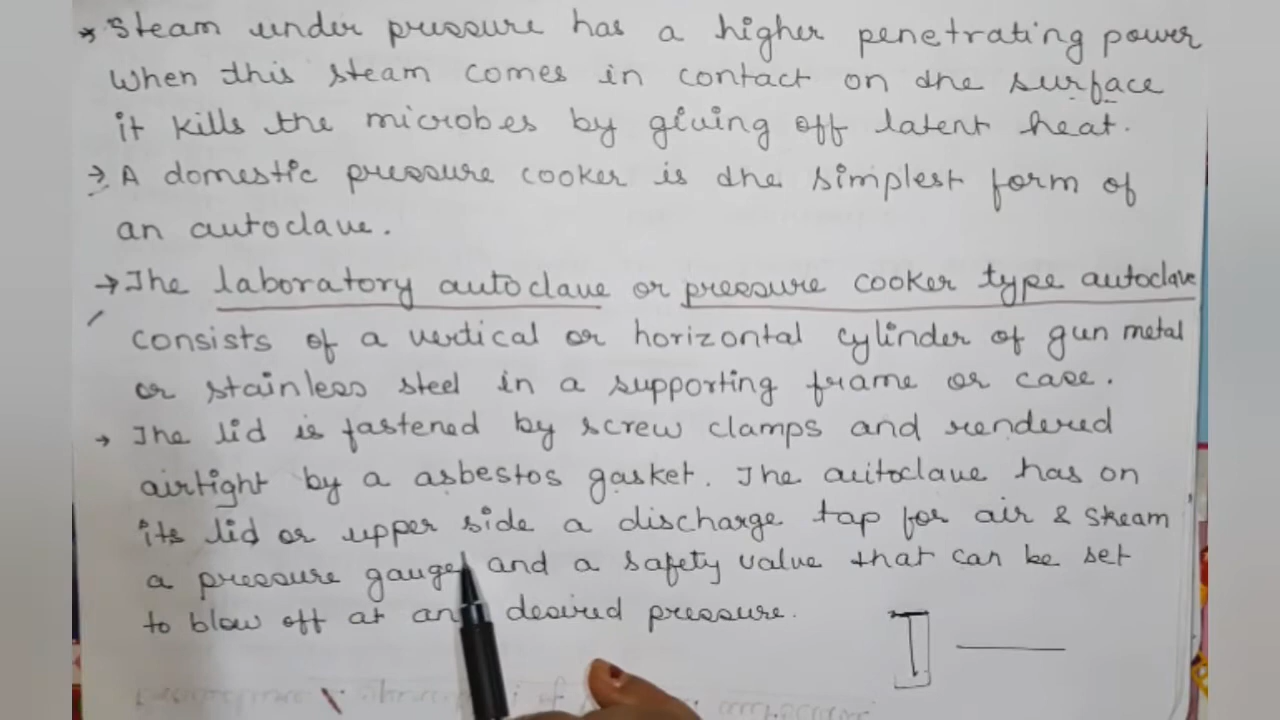 * Steam under pressure has a higher penetrating power
When this steam comes in contact on the surface
it kills the microbes by giving off latent heat.
→ A domestic pressure cooker is the simplest form of
an autoclave.
→ The laboratory autoclave or pressure cooker type autoclave
consists of a vertical or horizontal cylinder of gun metal
or stainless steel in a supporting frame or case.
→ The lid is fastened by screw clamps and rendered
airtight by a asbestos gasket. The autoclave has on
its lid or upper side a discharge tap for air & steam
a pressure gauge and a safety value that can be set
to blow off at any desired pressure.